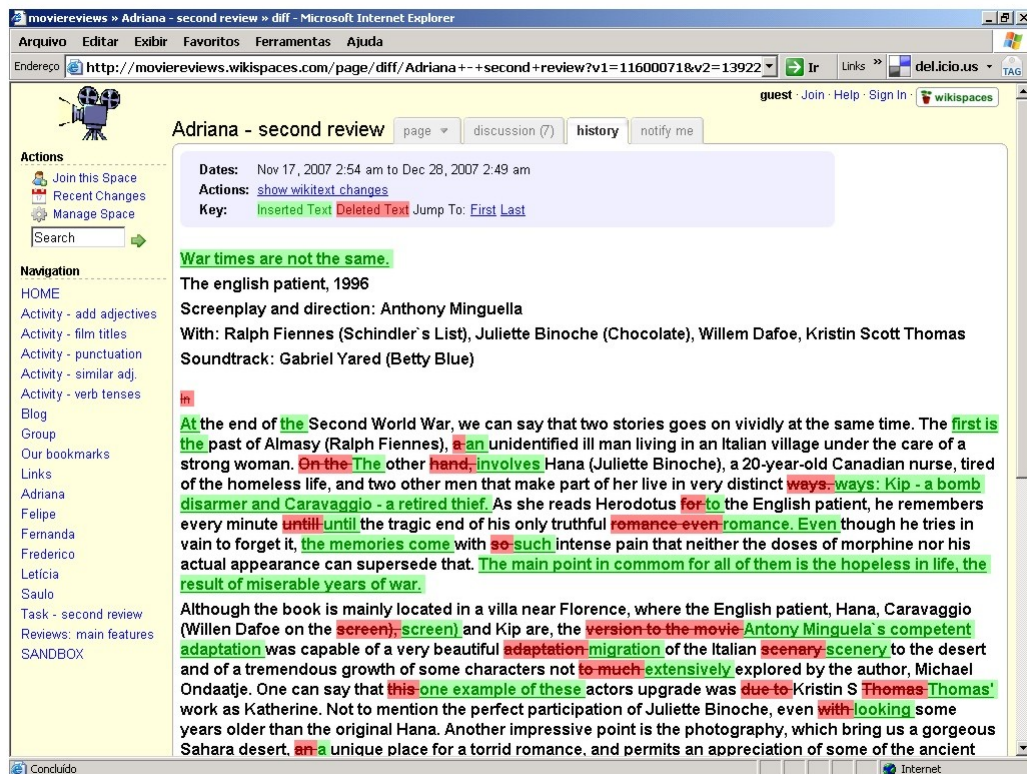 moviereviews » Adriana - second review » diff - Microsoft Internet Explorer
Arquivo Editar Exibir Favoritos Ferramentas Ajuda
Endereço http://moviereviews.wikispaces.com/page/diff/Adriana+-+second+review?v1=11600071&v2=13922 Ir Links » del.icio.us TAG
guest · Join · Help · Sign In · wikispaces
Adriana - second review page discussion (7) history notify me
Actions
Join this Space
Recent Changes
Manage Space
Search
Navigation
HOME
Activity - add adjectives
Activity - film titles
Activity - punctuation
Activity - similar adj.
Activity - verb tenses
Blog
Group
Our bookmarks
Links
Adriana
Felipe
Fernanda
Frederico
Letícia
Saulo
Task - second review
Reviews: main features
SANDBOX
Dates: Nov 17, 2007 2:54 am to Dec 28, 2007 2:49 am
Actions: show wikitext changes
Key: Inserted Text Deleted Text Jump To: First Last
War times are not the same.
The english patient, 1996
Screenplay and direction: Anthony Minguella
With: Ralph Fiennes (Schindler`s List), Juliette Binoche (Chocolate), Willem Dafoe, Kristin Scott Thomas
Soundtrack: Gabriel Yared (Betty Blue)
In
At the end of the Second World War, we can say that two stories goes on vividly at the same time. The first is
the past of Almasy (Ralph Fiennes), a an unidentified ill man living in an Italian village under the care of a
strong woman. On the The other hand, involves Hana (Juliette Binoche), a 20-year-old Canadian nurse, tired
of the homeless life, and two other men that make part of her live in very distinct ways. ways: Kip - a bomb
disarmer and Caravaggio - a retired thief. As she reads Herodotus for to the English patient, he remembers
every minute untill until the tragic end of his only truthful romance even romance. Even though he tries in
vain to forget it, the memories come with so such intense pain that neither the doses of morphine nor his
actual appearance can supersede that. The main point in commom for all of them is the hopeless in life, the
result of miserable years of war.
Although the book is mainly located in a villa near Florence, where the English patient, Hana, Caravaggio
(Willen Dafoe on the screen), screen) and Kip are, the version to the movie Antony Minguela`s competent
adaptation was capable of a very beautiful adaptation migration of the Italian scenary scenery to the desert
and of a tremendous growth of some characters not to much extensively explored by the author, Michael
Ondaatje. One can say that this one example of these actors upgrade was due to Kristin S Thomas Thomas'
work as Katherine. Not to mention the perfect participation of Juliette Binoche, even with looking some
years older than the original Hana. Another impressive point is the photography, which bring us a gorgeous
Sahara desert, an a unique place for a torrid romance, and permits an appreciation of some of the ancient
Concluído Internet